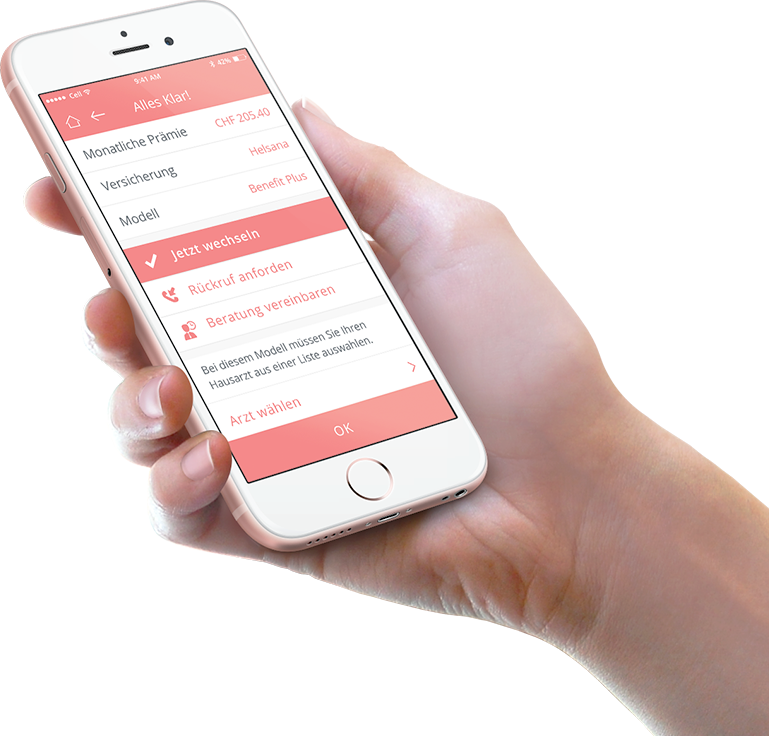 Cell 9:41 AM 42%
Alles Klar!
Monatliche Prämie CHF 205.40
Versicherung Helsana
Modell Benefit Plus
Jetzt wechseln
Rückruf anfordern
Beratung vereinbaren
Bei diesem Modell müssen Sie Ihren
Hausarzt aus einer Liste auswahlen.
Arzt wählen
OK